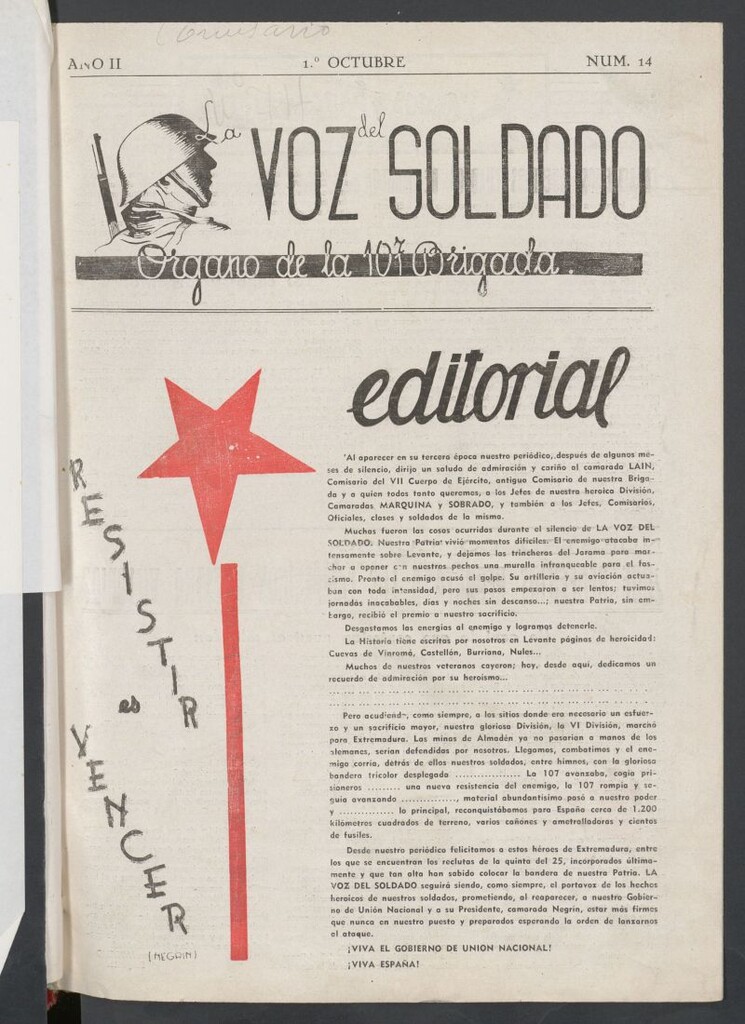 Comisario
AÑO II 1.º OCTUBRE NUM. 14
La VOZ del SOLDADO
Organo de la 107 Brigada.
editorial
Al aparecer en su tercera época nuestro periódico, después de algunos me-
ses de silencio, dirijo un saludo de admiración y cariño al camarada LAIN,
Comisario del VII Cuerpo de Ejército, antiguo Comisario de nuestra Briga-
da y a quien todos tanto queremos, a los Jefes de nuestra heroica División,
Camaradas MARQUINA y SOBRADO, y también a los Jefes, Comisarios,
Oficiales, clases y soldados de la misma.
Muchas fueron las cosas ocurridas durante el silencio de LA VOZ DEL
SOLDADO. Nuestra Patria vivió momentos difíciles. El enemigo atacaba in-
tensamente sobre Levante, y dejamos las trincheras del Jarama para mar-
char a oponer con nuestros pechos una muralla infranqueable para el fas-
cismo. Pronto el enemigo acusó el golpe. Su artillería y su aviación actua-
ban con toda intensidad, pero sus pasos empezaron a ser lentos; tuvimos
jornadas inacabables, días y noches sin descanso...; nuestra Patria, sin em-
bargo, recibió el premio a nuestro sacrificio.
Desgastamos las energías al enemigo y logramos detenerle.
La Historia tiene escritas por nosotros en Levante páginas de heroicidad:
Cuevas de Vinromá, Castellón, Burriana, Nules...
Muchos de nuestros veteranos cayeron; hoy, desde aquí, dedicamos un
recuerdo de admiración por su heroísmo...
Pero acudiendo, como siempre, a los sitios donde era necesario un esfuer-
zo y un sacrificio mayor, nuestra gloriosa División, la VI División, marchó
para Extremadura. Las minas de Almadén ya no pasarían a manos de los
alemanes, serían defendidas por nosotros. Llegamos, combatimos y el ene-
migo corría, detrás de ellos nuestros soldados, entre himnos, con la gloriosa
bandera tricolor desplegada .................. La 107 avanzaba, cogía pri-
sioneros ......... una nueva resistencia del enemigo, la 107 rompía y se-
guía avanzando ..............., material abundantísimo pasó a nuestro poder
y ............... lo principal, reconquistábamos para España cerca de 1.200
kilómetros cuadrados de terreno, varios cañones y ametralladoras y cientos
de fusiles.
Desde nuestro periódico felicitamos a estos héroes de Extremadura, entre
los que se encuentran los reclutas de la quinta del 25, incorporados última-
mente y que tan alta han sabido colocar la bandera de nuestra Patria. LA
VOZ DEL SOLDADO seguirá siendo, como siempre, el portavoz de los hechos
heroicos de nuestros soldados, prometiendo, al reaparecer, a nuestro Gobier-
no de Unión Nacional y a su Presidente, camarada Negrín, estar más firmes
que nunca en nuestro puesto y preparados esperando la orden de lanzarnos
al ataque.
¡VIVA EL GOBIERNO DE UNION NACIONAL!
¡VIVA ESPAÑA!
RESISTIR
es
VENCER
(NEGRIN)